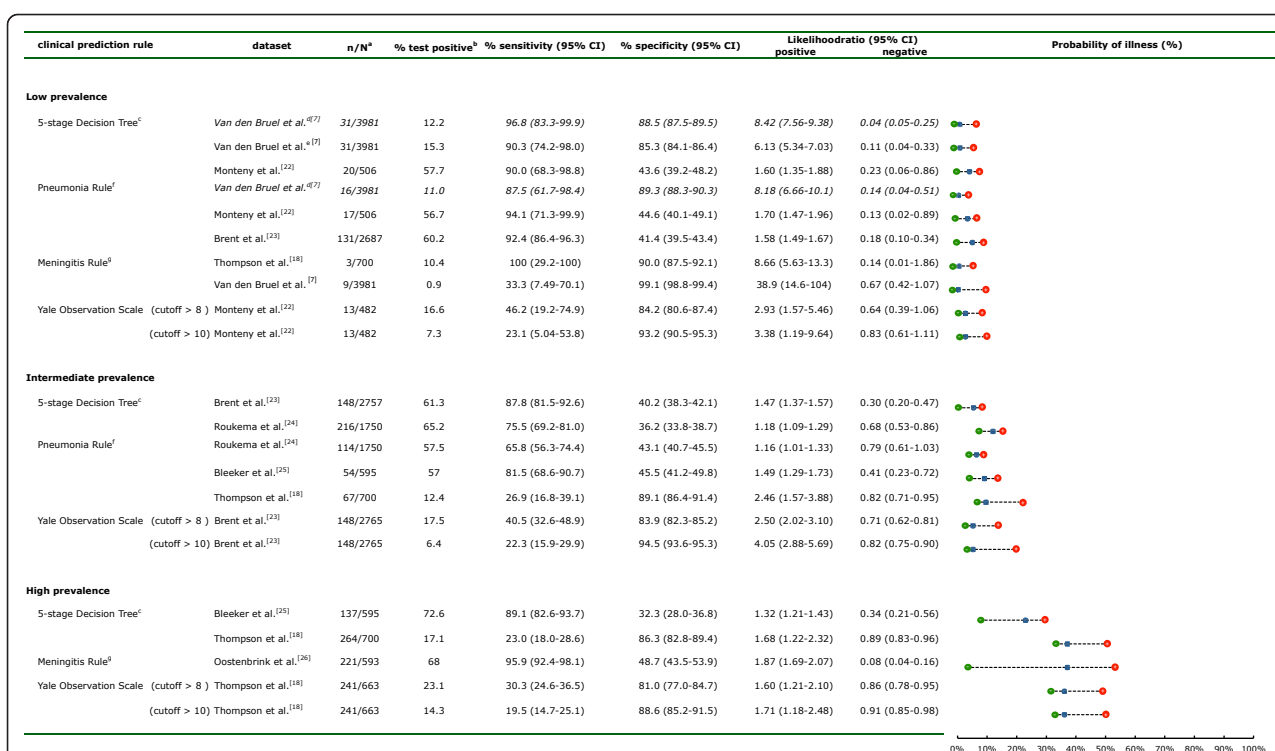 clinical prediction rule dataset n/Nᵃ % test positiveᵇ % sensitivity (95% CI) % specificity (95% CI) Likelihoodratio (95% CI) Probability of illness (%)
positive negative
Low prevalence
5-stage Decision Treeᶜ Van den Bruel et al.ᵈ[7] 31/3981 12.2 96.8 (83.3-99.9) 88.5 (87.5-89.5) 8.42 (7.56-9.38) 0.04 (0.05-0.25)
Van den Bruel et al.ᵉ[7] 31/3981 15.3 90.3 (74.2-98.0) 85.3 (84.1-86.4) 6.13 (5.34-7.03) 0.11 (0.04-0.33)
Monteny et al.[22] 20/506 57.7 90.0 (68.3-98.8) 43.6 (39.2-48.2) 1.60 (1.35-1.88) 0.23 (0.06-0.86)
Pneumonia Ruleᶠ Van den Bruel et al.ᵈ[7] 16/3981 11.0 87.5 (61.7-98.4) 89.3 (88.3-90.3) 8.18 (6.66-10.1) 0.14 (0.04-0.51)
Monteny et al.[22] 17/506 56.7 94.1 (71.3-99.9) 44.6 (40.1-49.1) 1.70 (1.47-1.96) 0.13 (0.02-0.89)
Brent et al.[23] 131/2687 60.2 92.4 (86.4-96.3) 41.4 (39.5-43.4) 1.58 (1.49-1.67) 0.18 (0.10-0.34)
Meningitis Ruleᵍ Thompson et al.[18] 3/700 10.4 100 (29.2-100) 90.0 (87.5-92.1) 8.66 (5.63-13.3) 0.14 (0.01-1.86)
Van den Bruel et al. [7] 9/3981 0.9 33.3 (7.49-70.1) 99.1 (98.8-99.4) 38.9 (14.6-104) 0.67 (0.42-1.07)
Yale Observation Scale (cutoff > 8 ) Monteny et al.[22] 13/482 16.6 46.2 (19.2-74.9) 84.2 (80.6-87.4) 2.93 (1.57-5.46) 0.64 (0.39-1.06)
(cutoff > 10) Monteny et al.[22] 13/482 7.3 23.1 (5.04-53.8) 93.2 (90.5-95.3) 3.38 (1.19-9.64) 0.83 (0.61-1.11)
Intermediate prevalence
5-stage Decision Treeᶜ Brent et al.[23] 148/2757 61.3 87.8 (81.5-92.6) 40.2 (38.3-42.1) 1.47 (1.37-1.57) 0.30 (0.20-0.47)
Roukema et al.[24] 216/1750 65.2 75.5 (69.2-81.0) 36.2 (33.8-38.7) 1.18 (1.09-1.29) 0.68 (0.53-0.86)
Pneumonia Ruleᶠ Roukema et al.[24] 114/1750 57.5 65.8 (56.3-74.4) 43.1 (40.7-45.5) 1.16 (1.01-1.33) 0.79 (0.61-1.03)
Bleeker et al.[25] 54/595 57 81.5 (68.6-90.7) 45.5 (41.2-49.8) 1.49 (1.29-1.73) 0.41 (0.23-0.72)
Thompson et al.[18] 67/700 12.4 26.9 (16.8-39.1) 89.1 (86.4-91.4) 2.46 (1.57-3.88) 0.82 (0.71-0.95)
Yale Observation Scale (cutoff > 8 ) Brent et al.[23] 148/2765 17.5 40.5 (32.6-48.9) 83.9 (82.3-85.2) 2.50 (2.02-3.10) 0.71 (0.62-0.81)
(cutoff > 10) Brent et al.[23] 148/2765 6.4 22.3 (15.9-29.9) 94.5 (93.6-95.3) 4.05 (2.88-5.69) 0.82 (0.75-0.90)
High prevalence
5-stage Decision Treeᶜ Bleeker et al.[25] 137/595 72.6 89.1 (82.6-93.7) 32.3 (28.0-36.8) 1.32 (1.21-1.43) 0.34 (0.21-0.56)
Thompson et al.[18] 264/700 17.1 23.0 (18.0-28.6) 86.3 (82.8-89.4) 1.68 (1.22-2.32) 0.89 (0.83-0.96)
Meningitis Ruleᵍ Oostenbrink et al.[26] 221/593 68 95.9 (92.4-98.1) 48.7 (43.5-53.9) 1.87 (1.69-2.07) 0.08 (0.04-0.16)
Yale Observation Scale (cutoff > 8 ) Thompson et al.[18] 241/663 23.1 30.3 (24.6-36.5) 81.0 (77.0-84.7) 1.60 (1.21-2.10) 0.86 (0.78-0.95)
(cutoff > 10) Thompson et al.[18] 241/663 14.3 19.5 (14.7-25.1) 88.6 (85.2-91.5) 1.71 (1.18-2.48) 0.91 (0.85-0.98)
0% 10% 20% 30% 40% 50% 60% 70% 80% 90% 100%